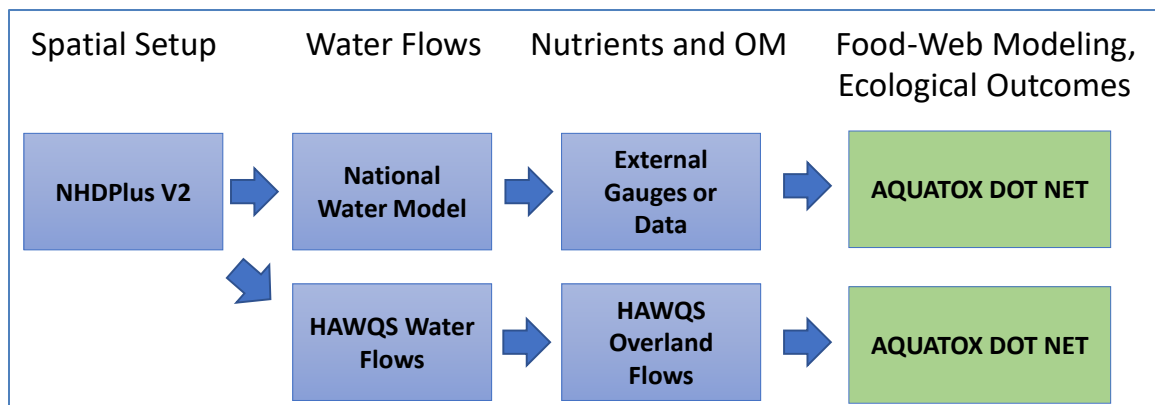 Spatial Setup
Water Flows
Nutrients and OM
Food-Web Modeling,
Ecological Outcomes
NHDPlus V2
National
Water Model
External
Gauges or
Data
AQUATOX DOT NET
HAWQS Water
Flows
HAWQS
Overland
Flows
AQUATOX DOT NET